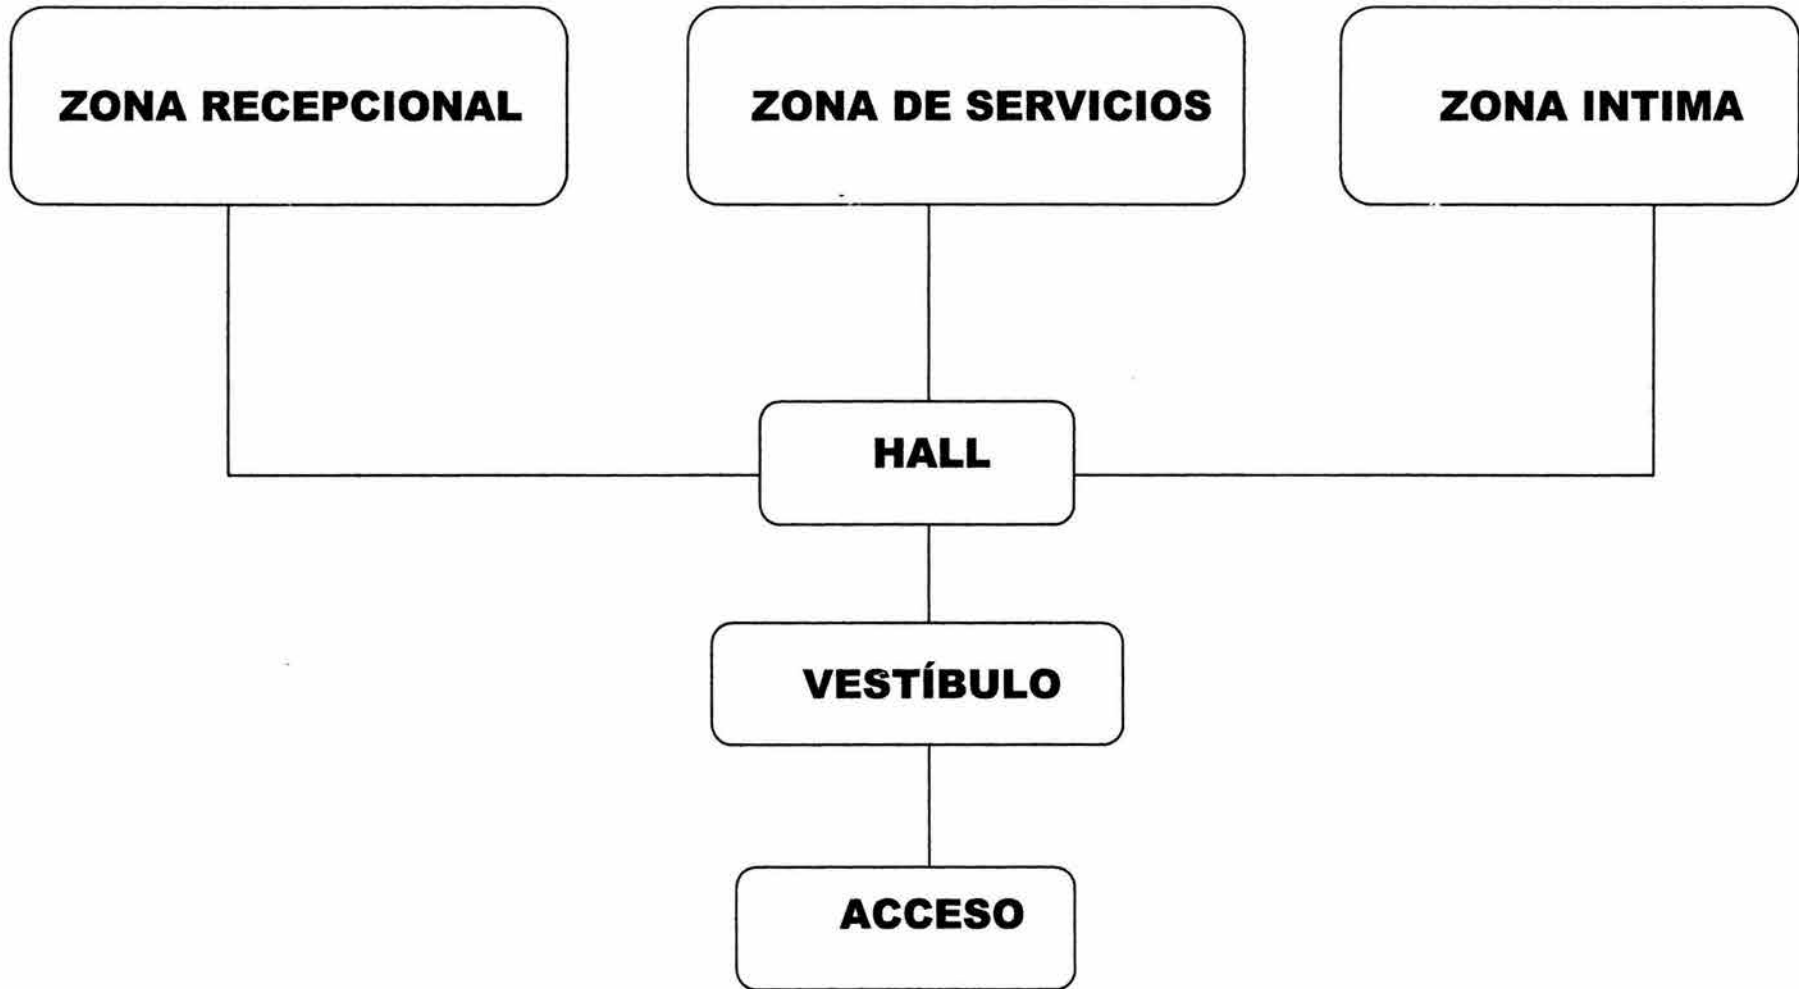 ZONA RECEPCIONAL
ZONA DE SERVICIOS
ZONA INTIMA
HALL
VESTÍBULO
ACCESO